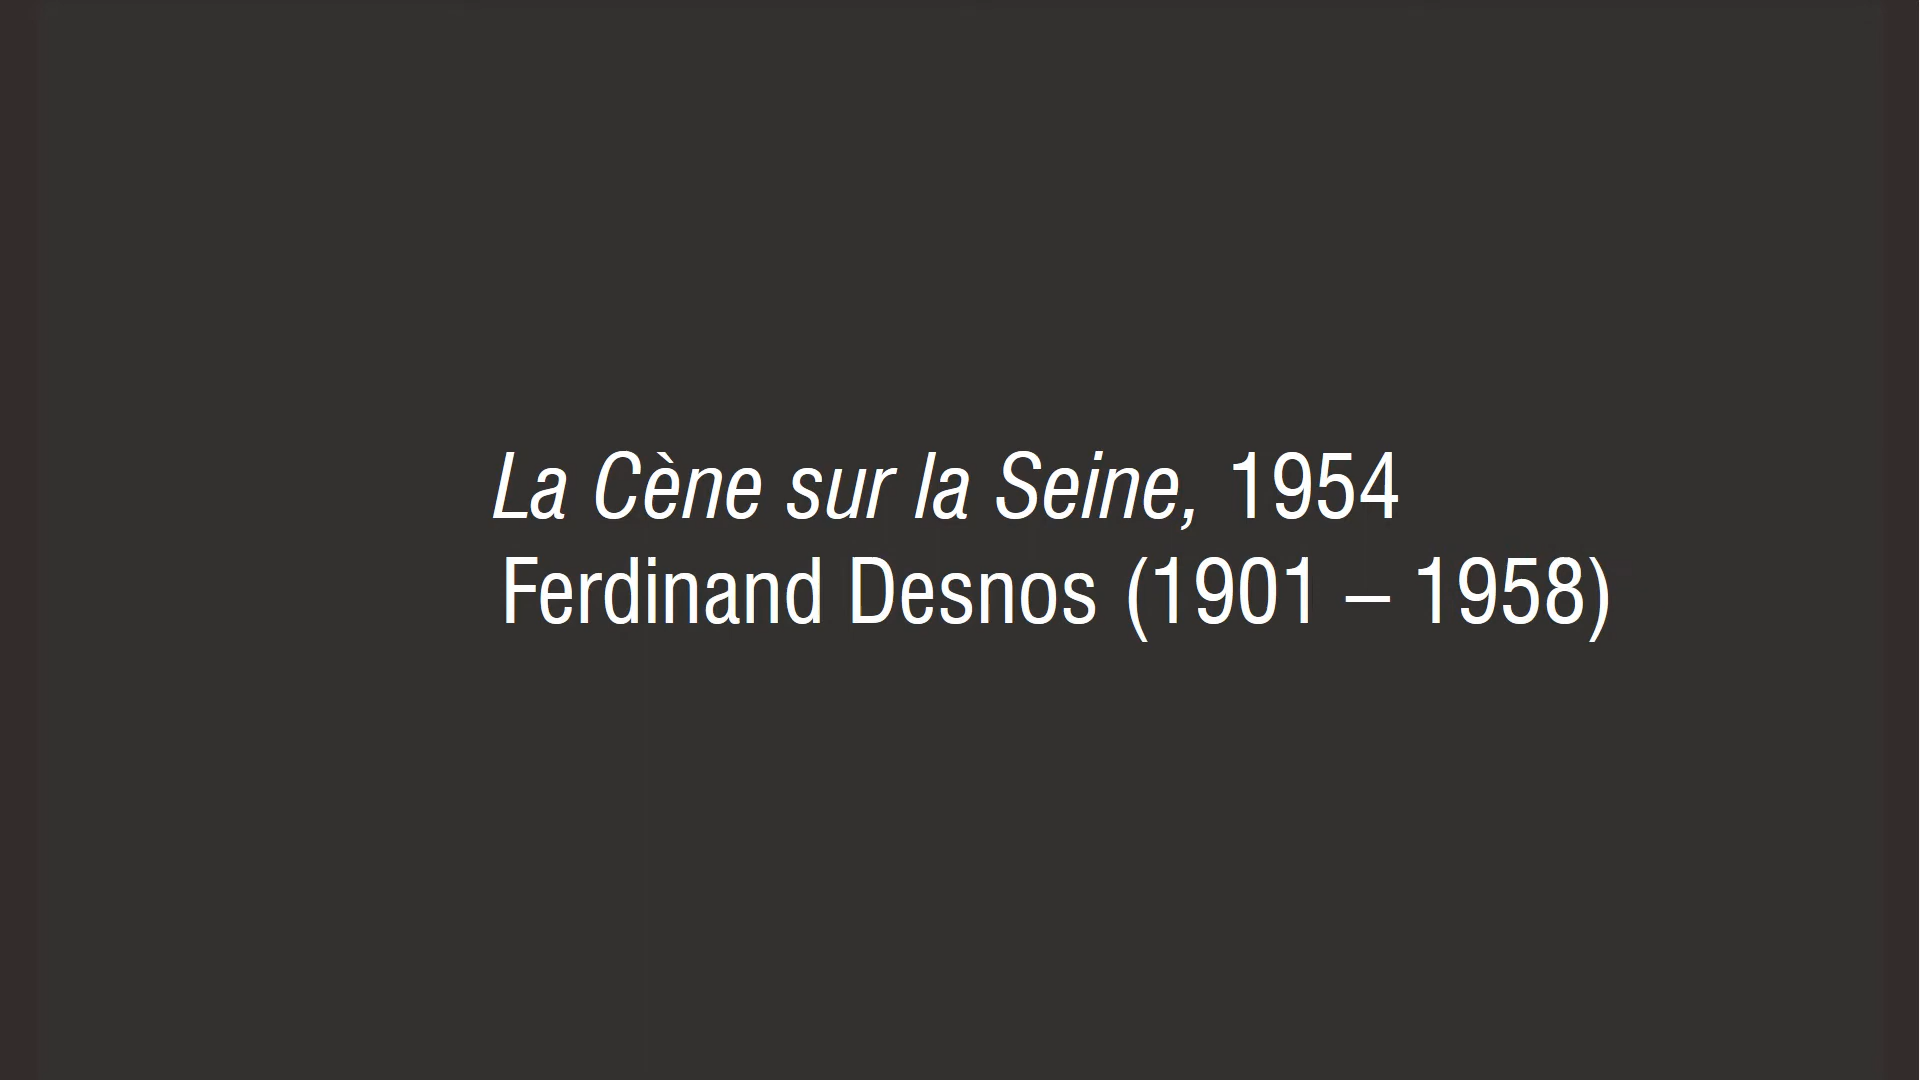 La Cène sur la Seine, 1954
Ferdinand Desnos (1901 – 1958)